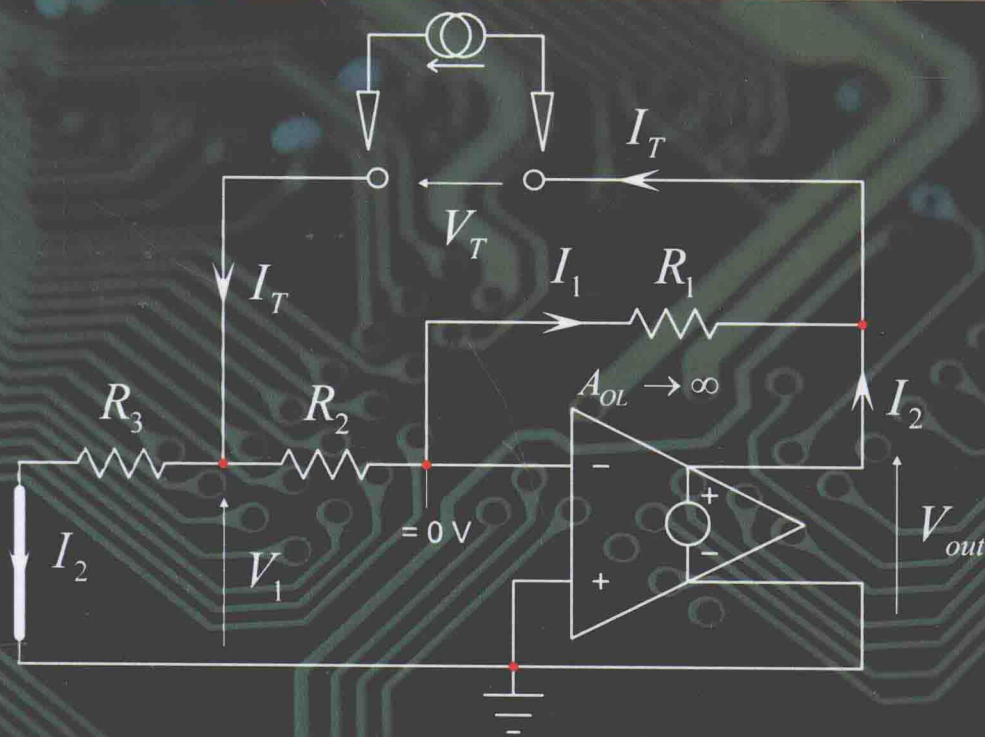 I_T
V_T
I_T
I_1
R_1
A_OL → ∞
R_3
R_2
I_2
−
+
= 0 V
−
I_2
V_1
+
V_out